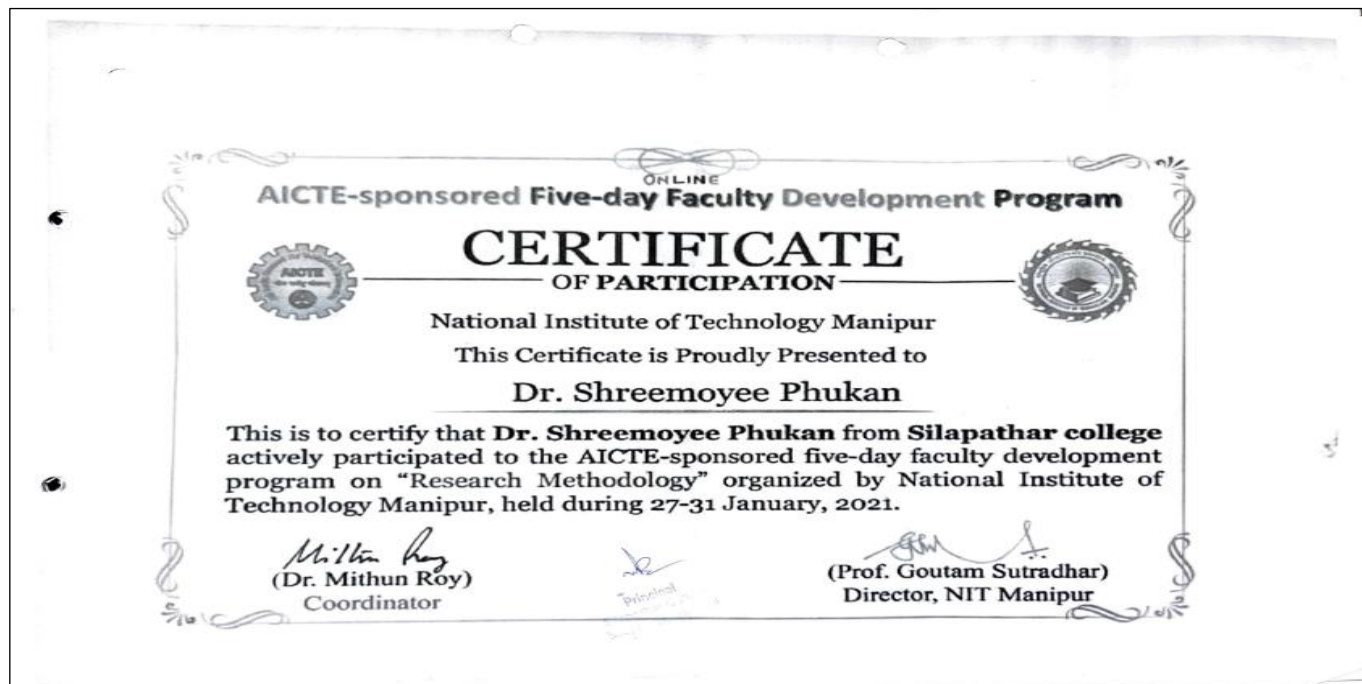 ONLINE
AICTE-sponsored Five-day Faculty Development Program
CERTIFICATE
OF PARTICIPATION
AICTE
National Institute of Technology Manipur
This Certificate is Proudly Presented to
Dr. Shreemoyee Phukan
This is to certify that Dr. Shreemoyee Phukan from Silapathar college
actively participated to the AICTE-sponsored five-day faculty development
program on “Research Methodology” organized by National Institute of
Technology Manipur, held during 27-31 January, 2021.
Mithun Roy
(Dr. Mithun Roy)
Coordinator
Principal
(Prof. Goutam Sutradhar)
Director, NIT Manipur